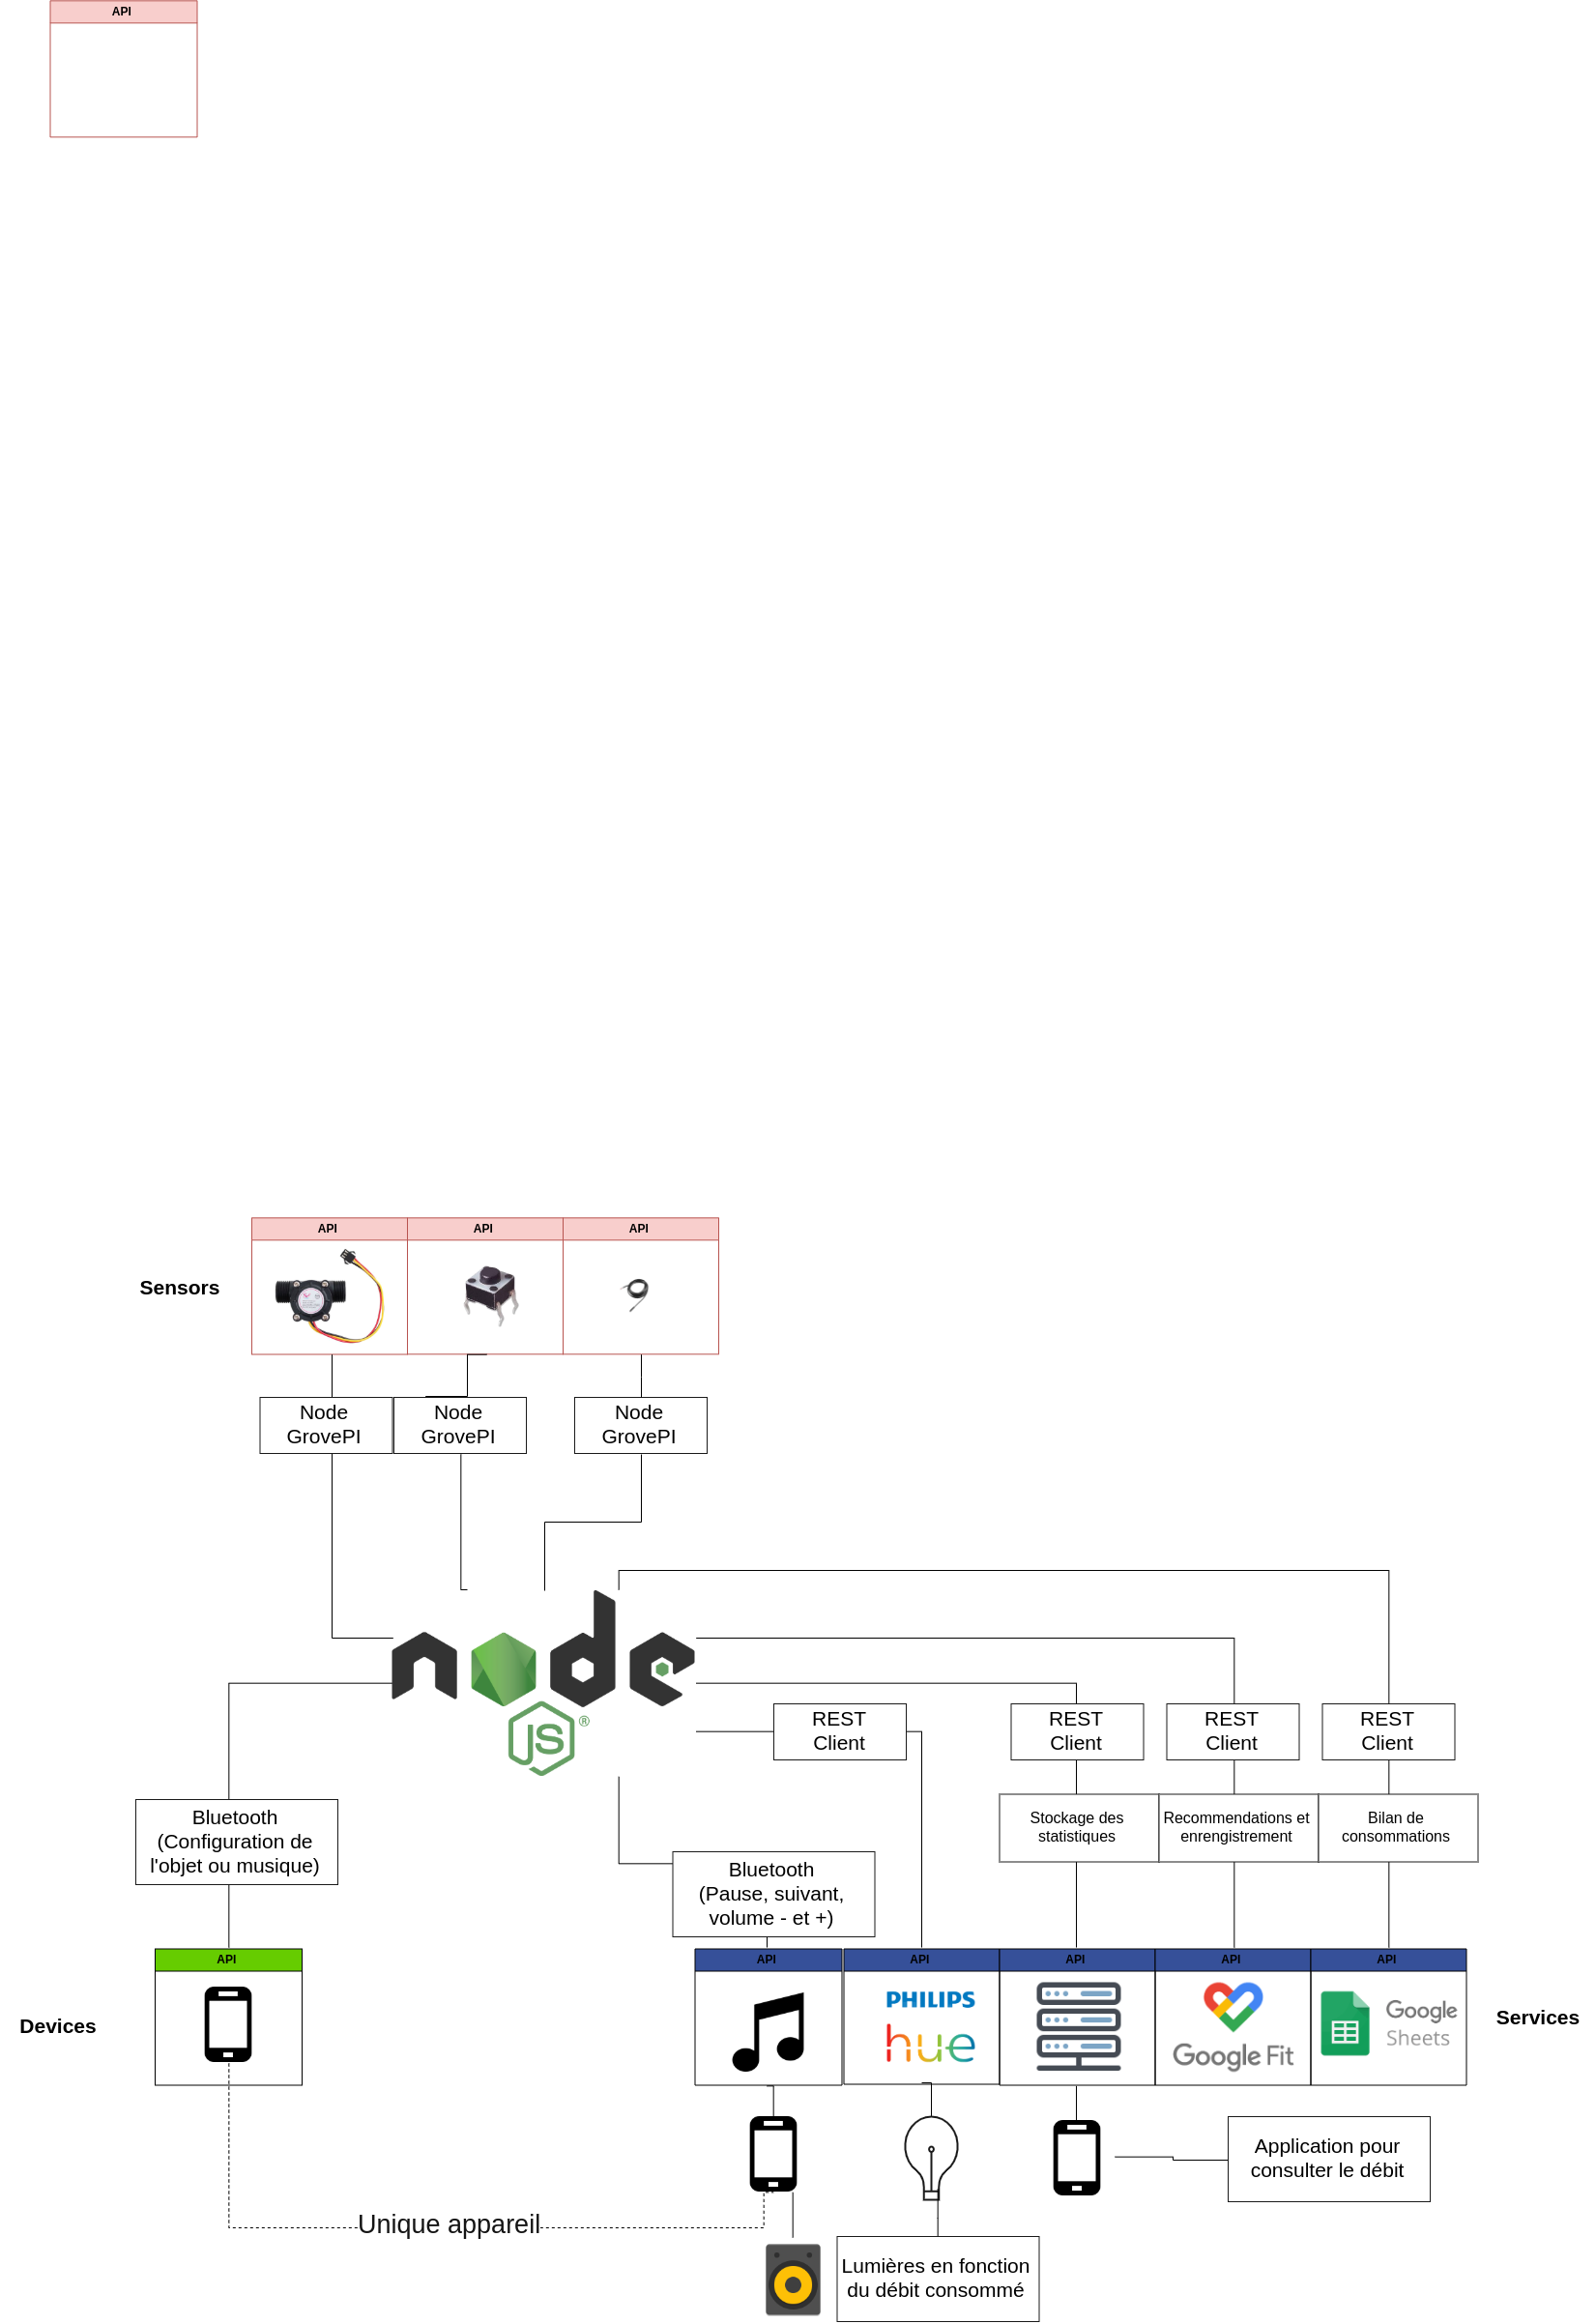 API
API
API
API
Sensors
Node
GrovePI
Node
GrovePI
Node
GrovePI
node
JS®
REST
Client
REST
Client
REST
Client
REST
Client
Bluetooth
(Configuration de
l'objet ou musique)
Stockage des
statistiques
Recommendations et
enrengistrement
Bilan de
consommations
Bluetooth
(Pause, suivant,
volume - et +)
API
API
API
API
API
API
Devices
PHILIPS
hue
Google Fit
Google
Sheets
Services
Application pour
consulter le débit
Unique appareil
Lumières en fonction
du débit consommé